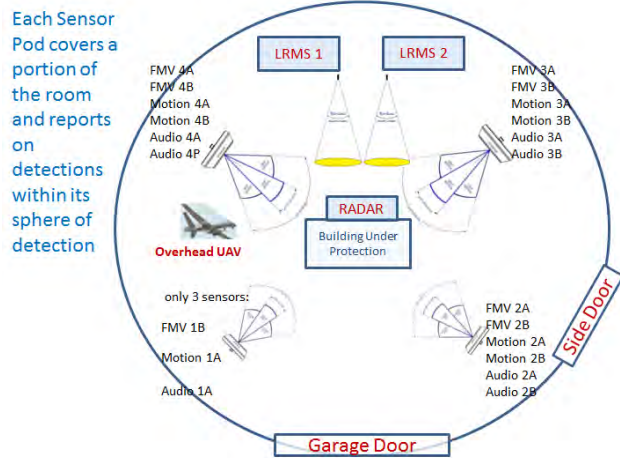 Each Sensor
Pod covers a
portion of
the room
and reports
on
detections
within its
sphere of
detection
LRMS 1
LRMS 2
FMV 4A
FMV 4B
Motion 4A
Motion 4B
Audio 4A
Audio 4P
FMV 3A
FMV 3B
Motion 3A
Motion 3B
Audio 3A
Audio 3B
RADAR
Building Under
Protection
Overhead UAV
only 3 sensors:
FMV 1B
Motion 1A
Audio 1A
FMV 2A
FMV 2B
Motion 2A
Motion 2B
Audio 2A
Audio 2B
Side Door
Garage Door